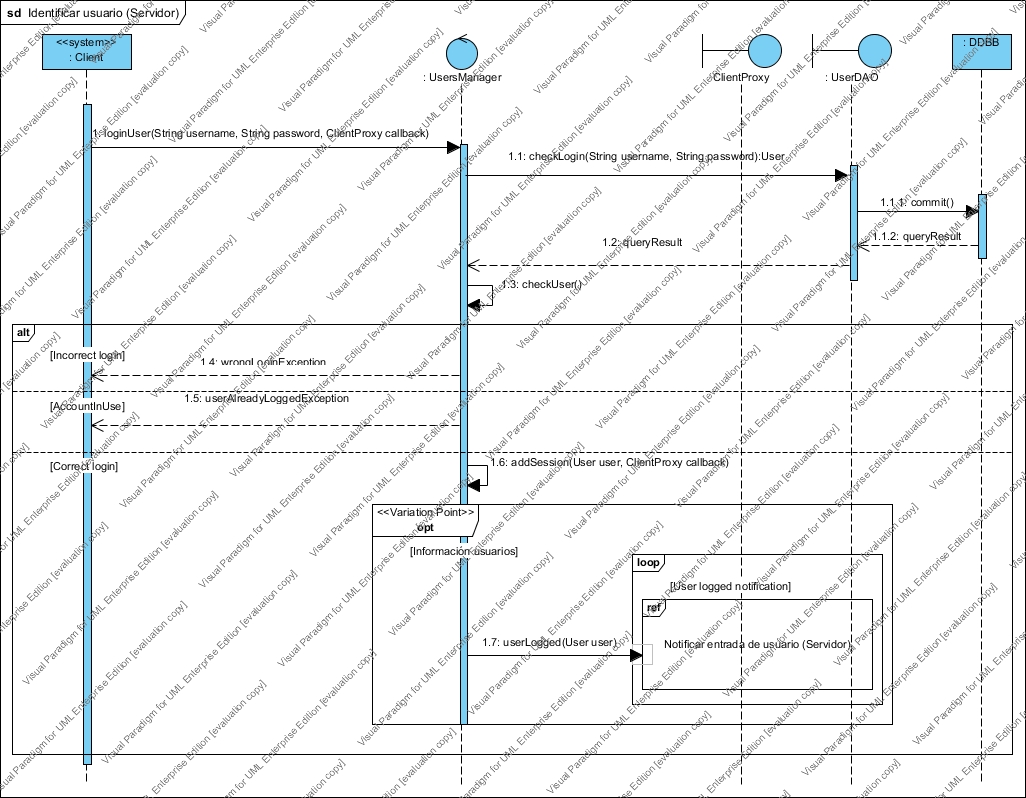 sd Identificar usuario (Servidor)
<<system>>
: Client
: UsersManager
ClientProxy
: UserDAO
: DDBB
1: loginUser(String username, String password, ClientProxy callback)
1.1: checkLogin(String username, String password):User
1.1.1: commit()
1.1.2: queryResult
1.2: queryResult
1.3: checkUser()
alt
[Incorrect login]
1.4: wrongLoginException
1.5: userAlreadyLoggedException
[AccountInUse]
[Correct login]
1.6: addSession(User user, ClientProxy callback)
<<Variation Point>>
opt
[Información usuarios]
loop
[User logged notification]
ref
1.7: userLogged(User user)
Notificar entrada de usuario (Servidor)
Visual Paradigm for UML Enterprise Edition [evaluation copy]